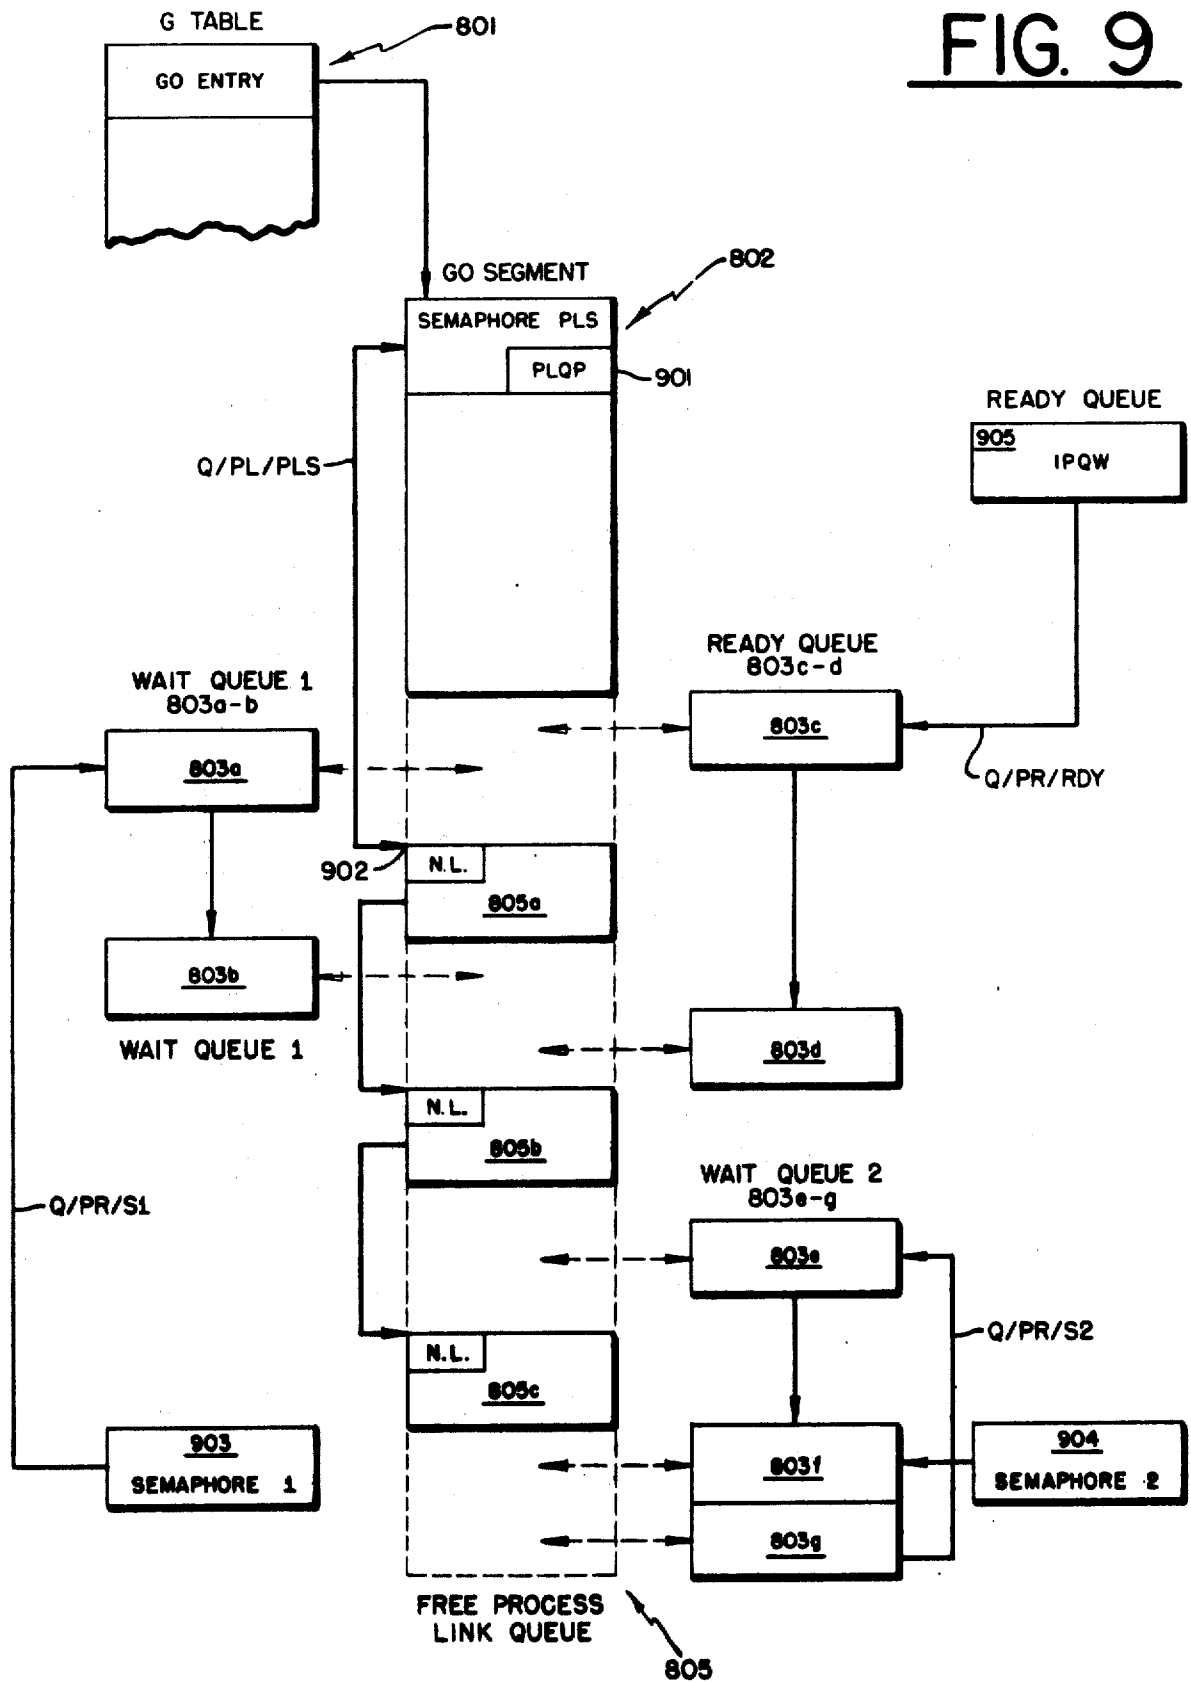 FIG. 9
G TABLE
801
GO ENTRY
802
GO SEGMENT
SEMAPHORE PLS
PLQP
901
READY QUEUE
905
IPQW
Q/PL/PLS
READY QUEUE
803c-d
WAIT QUEUE 1
803a-b
803c
803a
Q/PR/RDY
902
N.L.
805a
803b
WAIT QUEUE 1
803d
N.L.
805b
WAIT QUEUE 2
803e-g
Q/PR/S1
803e
Q/PR/S2
N.L.
805c
903
SEMAPHORE 1
803f
904
SEMAPHORE 2
803g
FREE PROCESS
LINK QUEUE
805